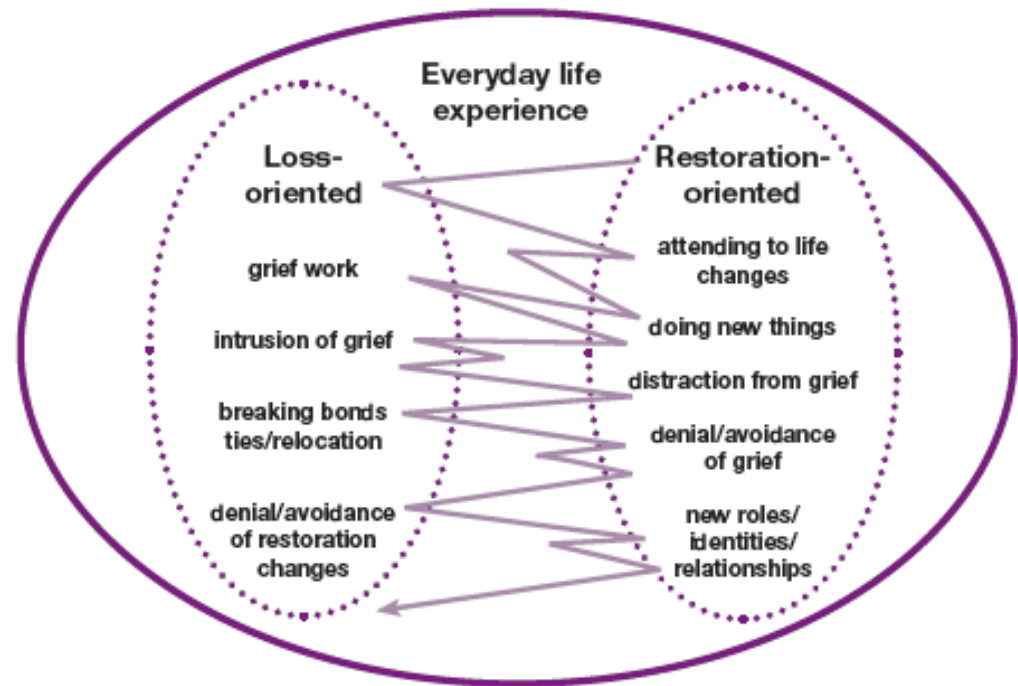 Everyday life
experience
Loss-
oriented
grief work
intrusion of grief
breaking bonds
ties/relocation
denial/avoidance
of restoration
changes
Restoration-
oriented
attending to life
changes
doing new things
distraction from grief
denial/avoidance
of grief
new roles/
identities/
relationships